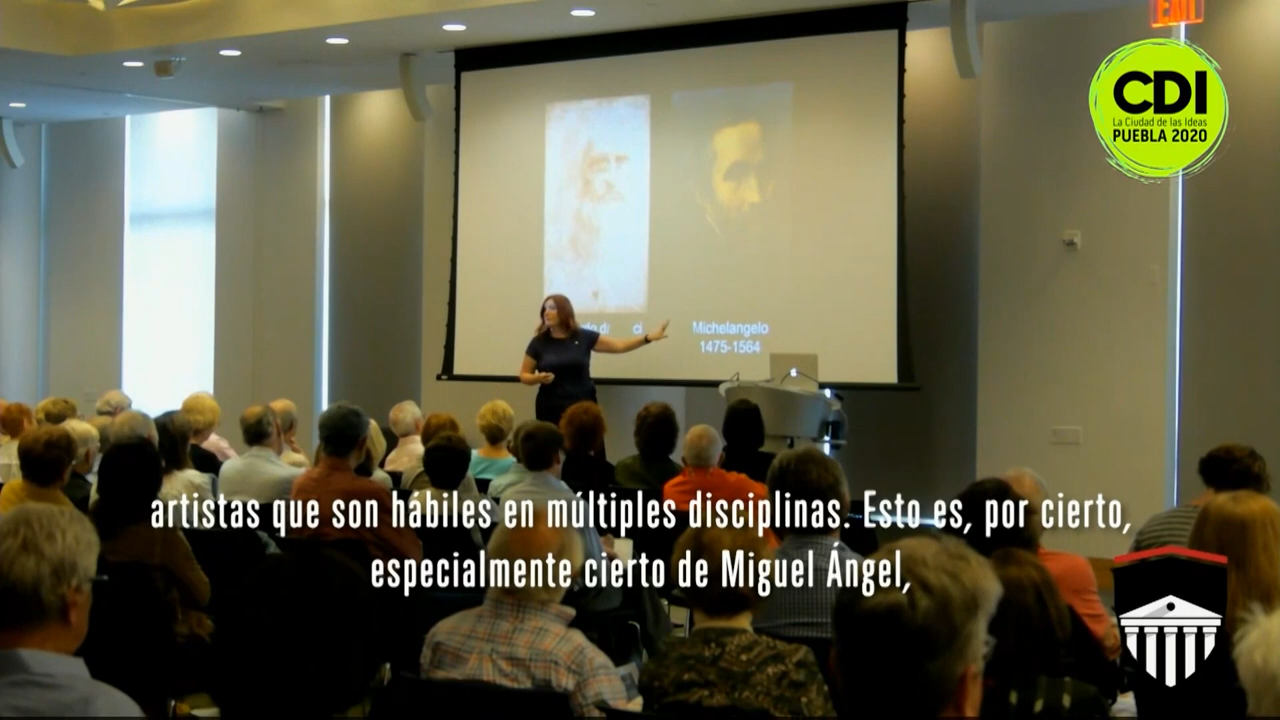 EXIT
CDI
La Ciudad de las Ideas
PUEBLA 2020
Michelangelo
1475-1564
artistas que son hábiles en múltiples disciplinas. Esto es, por cierto,
especialmente cierto de Miguel Ángel,